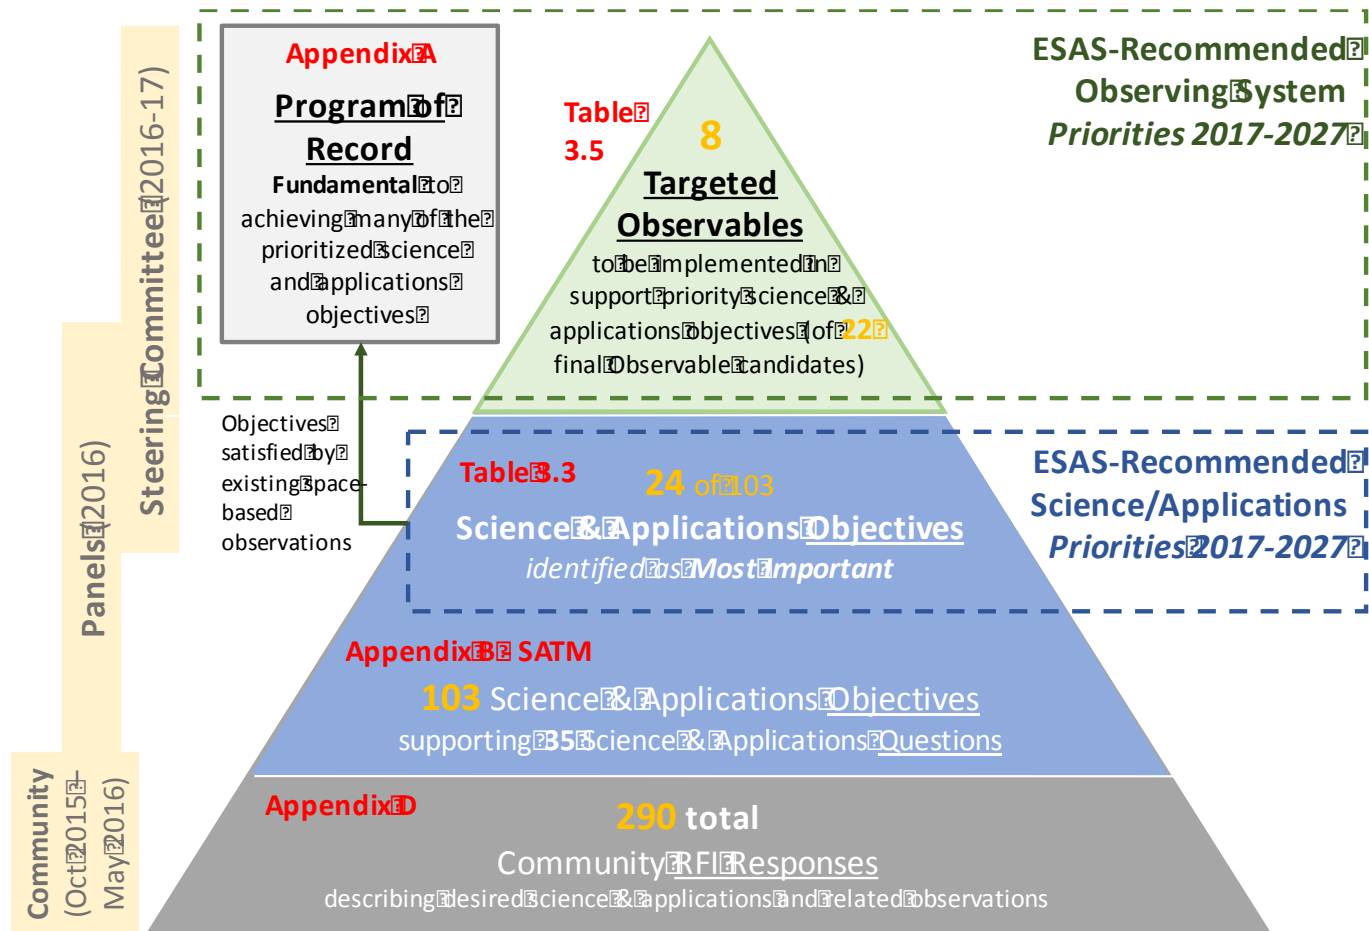 Appendix A
Program of
Record
Fundamental to
achieving many of the
prioritized science
and applications
objectives
Table
3.5
8
Targeted
Observables
to be implemented in
support priority science &
applications objectives (of 22
final Observable candidates)
ESAS-Recommended
Observing System
Priorities 2017-2027
Steering Committee (2016-17)
Panels (2016)
Community
(Oct 2015 –
May 2016)
Objectives
satisfied by
existing space-
based
observations
Table 3.3
24 of 103
Science & Applications Objectives
identified as Most Important
ESAS-Recommended
Science/Applications
Priorities 2017-2027
Appendix B - SATM
103 Science & Applications Objectives
supporting 35 Science & Applications Questions
Appendix D
290 total
Community RFI Responses
describing desired science & applications and related observations